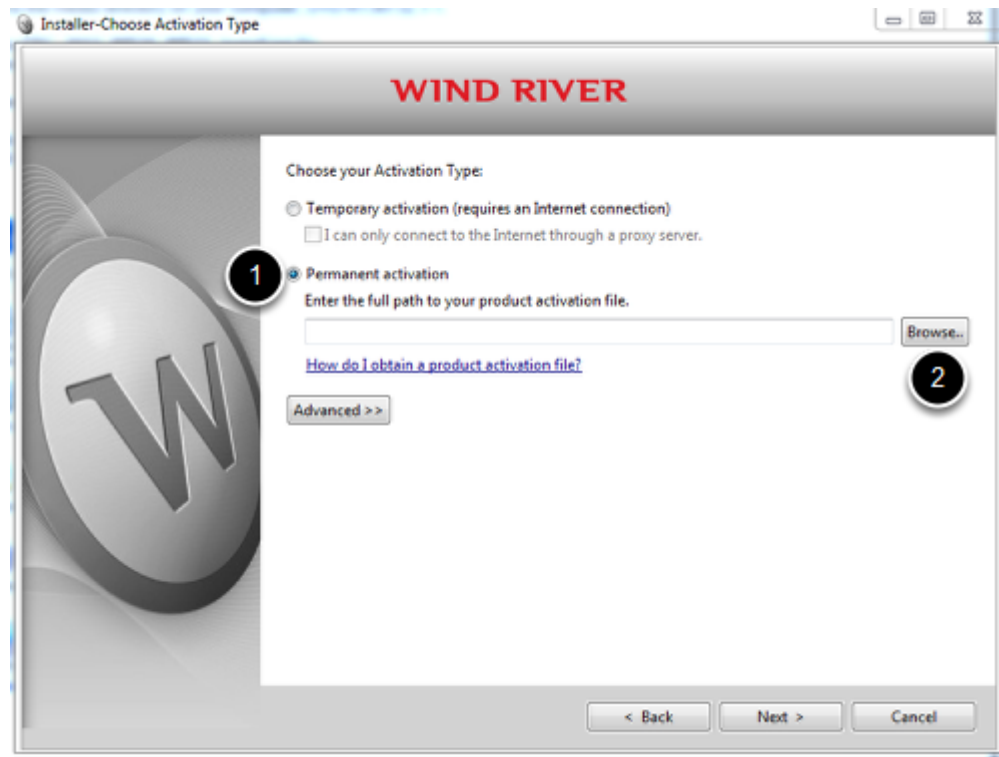 Installer-Choose Activation Type
WIND RIVER
Choose your Activation Type:
Temporary activation (requires an Internet connection)
I can only connect to the Internet through a proxy server.
1
Permanent activation
Enter the full path to your product activation file.
Browse..
How do I obtain a product activation file?
2
Advanced >>
W
< Back Next > Cancel